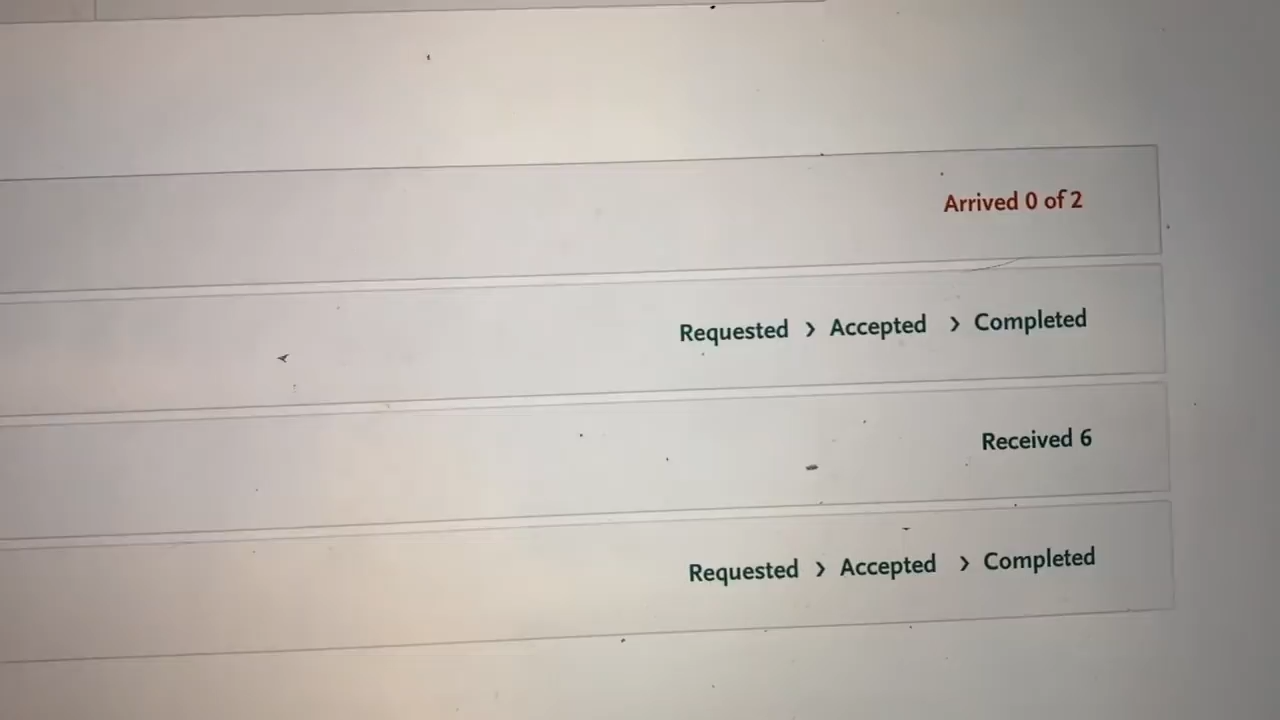 Arrived 0 of 2
Requested > Accepted > Completed
Received 6
Requested > Accepted > Completed